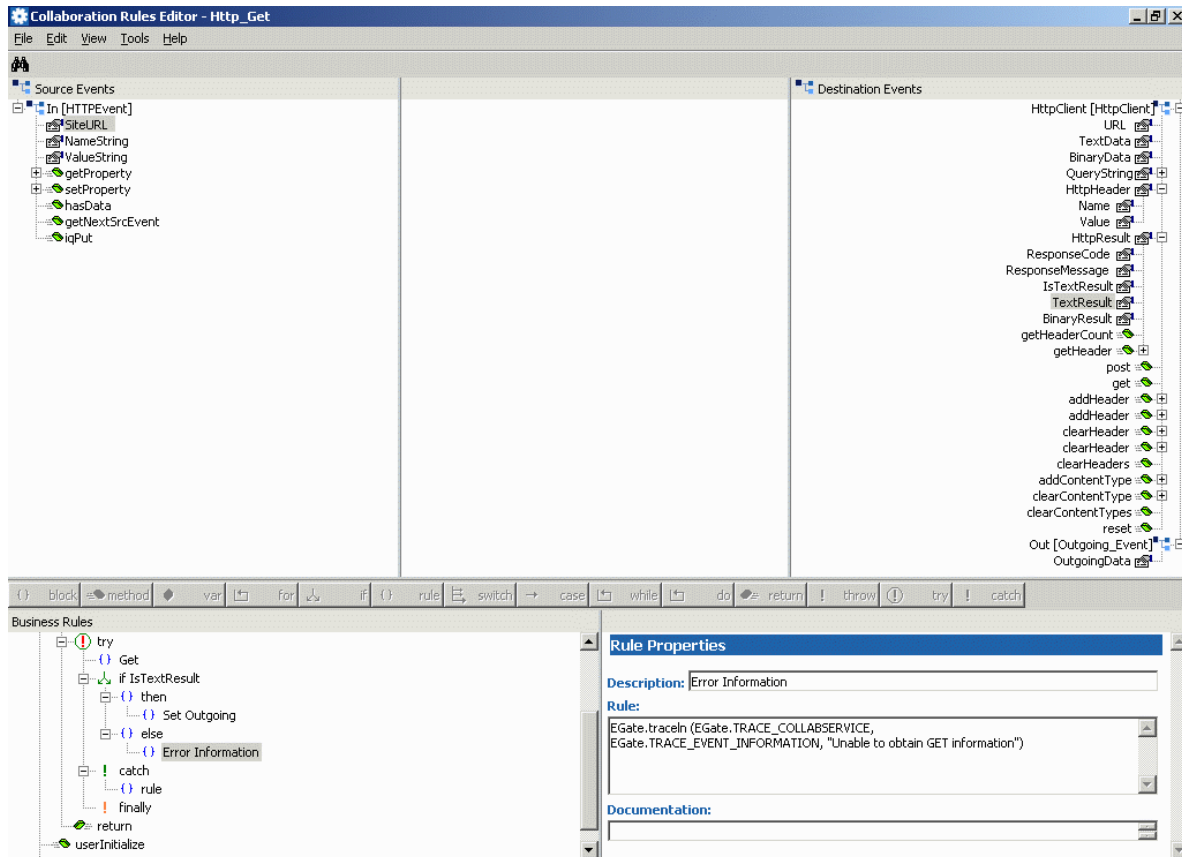 Collaboration Rules Editor - Http_Get
File Edit View Tools Help
Source Events
In [HTTPEvent]
SiteURL
NameString
ValueString
getProperty
setProperty
hasData
getNextSrcEvent
iqPut
Destination Events
HttpClient [HttpClient]
URL
TextData
BinaryData
QueryString
HttpHeader
Name
Value
HttpResult
ResponseCode
ResponseMessage
IsTextResult
TextResult
BinaryResult
getHeaderCount
getHeader
post
get
addHeader
addHeader
clearHeader
clearHeader
clearHeaders
addContentType
clearContentType
clearContentTypes
reset
Out [Outgoing_Event]
OutgoingData
block method var for if rule switch case while do return throw try catch
Business Rules
try
Get
if IsTextResult
then
Set Outgoing
else
Error Information
catch
rule
finally
return
userInitialize
Rule Properties
Description: Error Information
Rule:
EGate.traceln (EGate.TRACE_COLLABSERVICE,
EGate.TRACE_EVENT_INFORMATION, "Unable to obtain GET information")
Documentation: